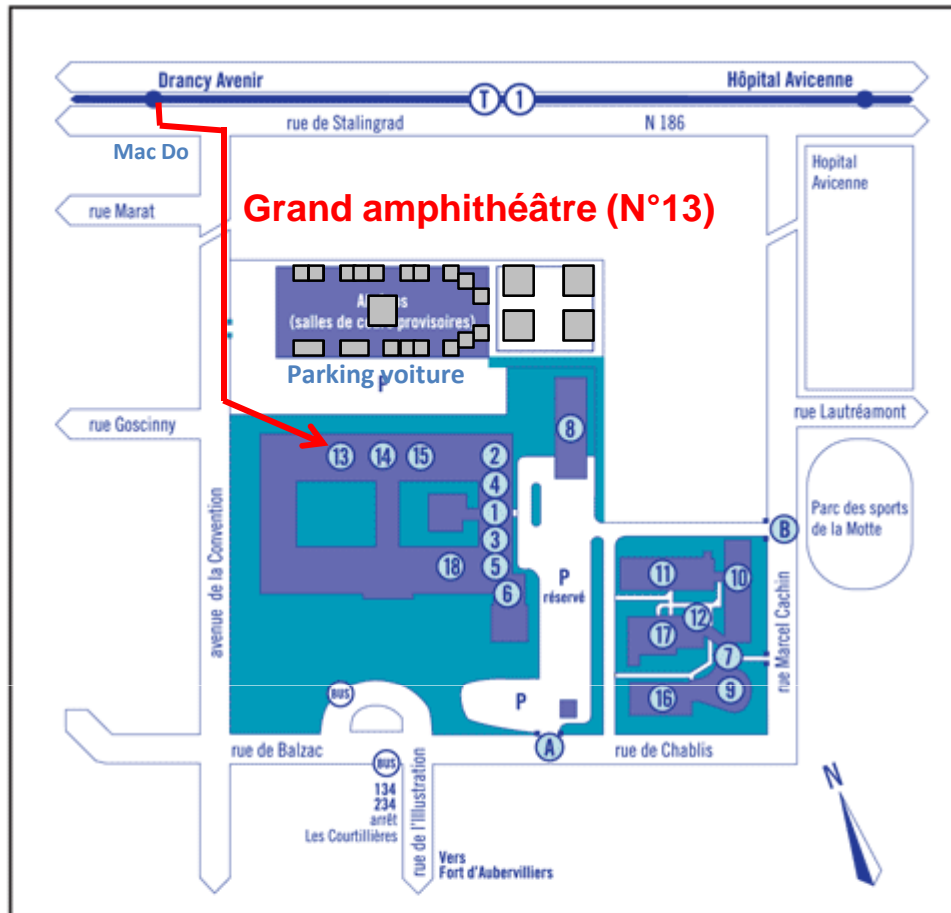 Drancy Avenir
Hôpital Avicenne
T 1
rue de Stalingrad
N 186
Mac Do
Hopital
Avicenne
rue Marat
Grand amphithéâtre (N°13)
(salles de provisoires)
Parking voiture
P
rue Goscinny
rue Lautréamont
8
13 14 15 2
4
1
3
18 5
6
avenue de la Convention
P
réservé
B
Parc des sports
de la Motte
11 10
12
17
7
16 9
rue Marcel Cachin
BUS
P
A
rue de Balzac
rue de Chablis
BUS
134
234
arrêt
Les Courtillières
rue de l'Illustration
Vers
Fort d'Aubervilliers
N